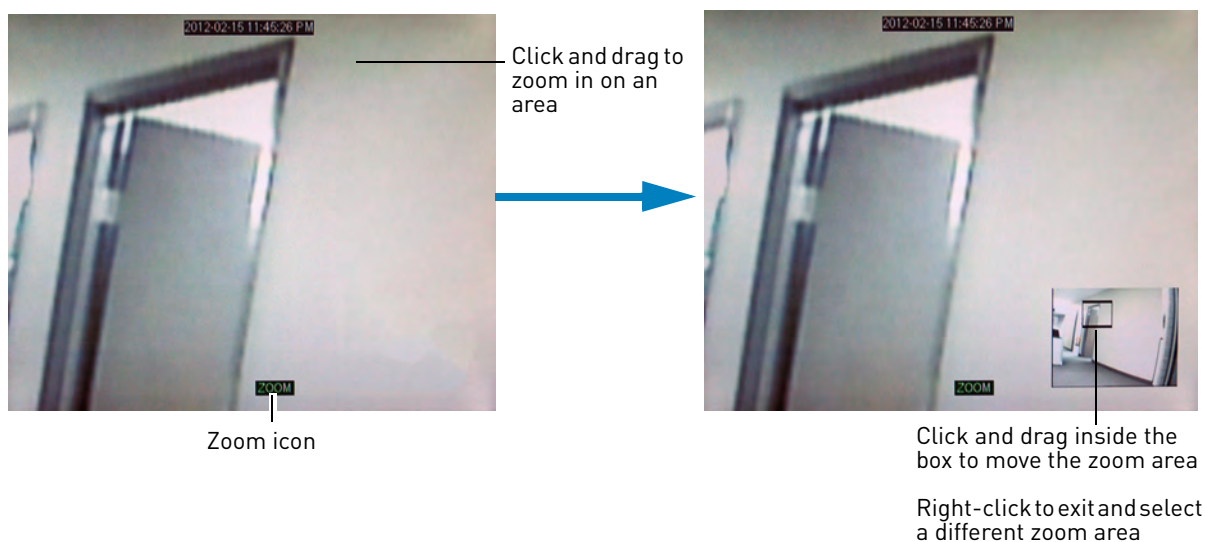 2012-02-15 11:45:26 PM
Click and drag to
zoom in on an
area
ZOOM
Zoom icon
2012-02-15 11:45:26 PM
ZOOM
Click and drag inside the
box to move the zoom area
Right-click to exit and select
a different zoom area